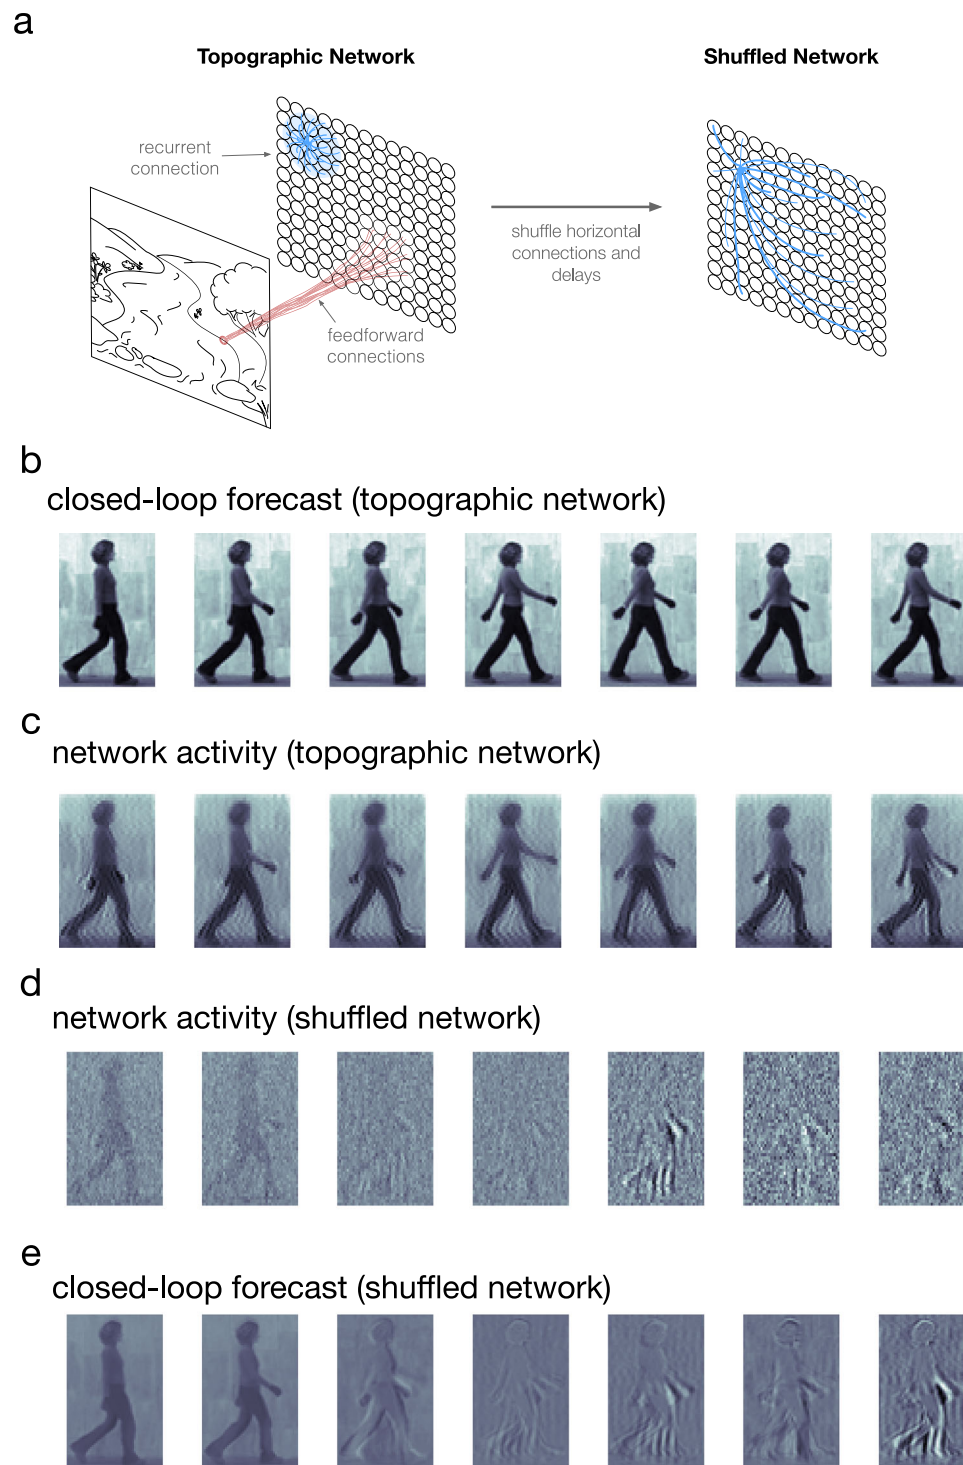 a
Topographic Network
Shuffled Network
recurrent
connection
shuffle horizontal
connections and
delays
feedforward
connections
b
closed-loop forecast (topographic network)
c
network activity (topographic network)
d
network activity (shuffled network)
e
closed-loop forecast (shuffled network)